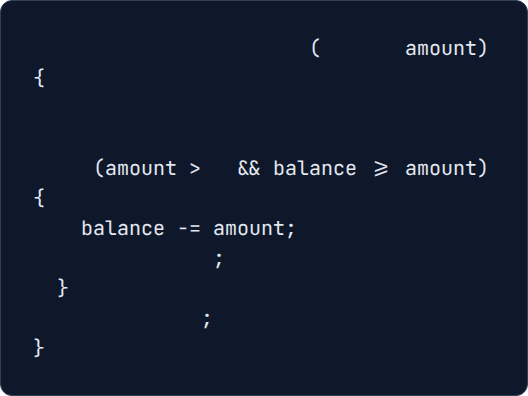 ( amount)
{
(amount > && balance >= amount)
{
balance -= amount;
;
}
;
}